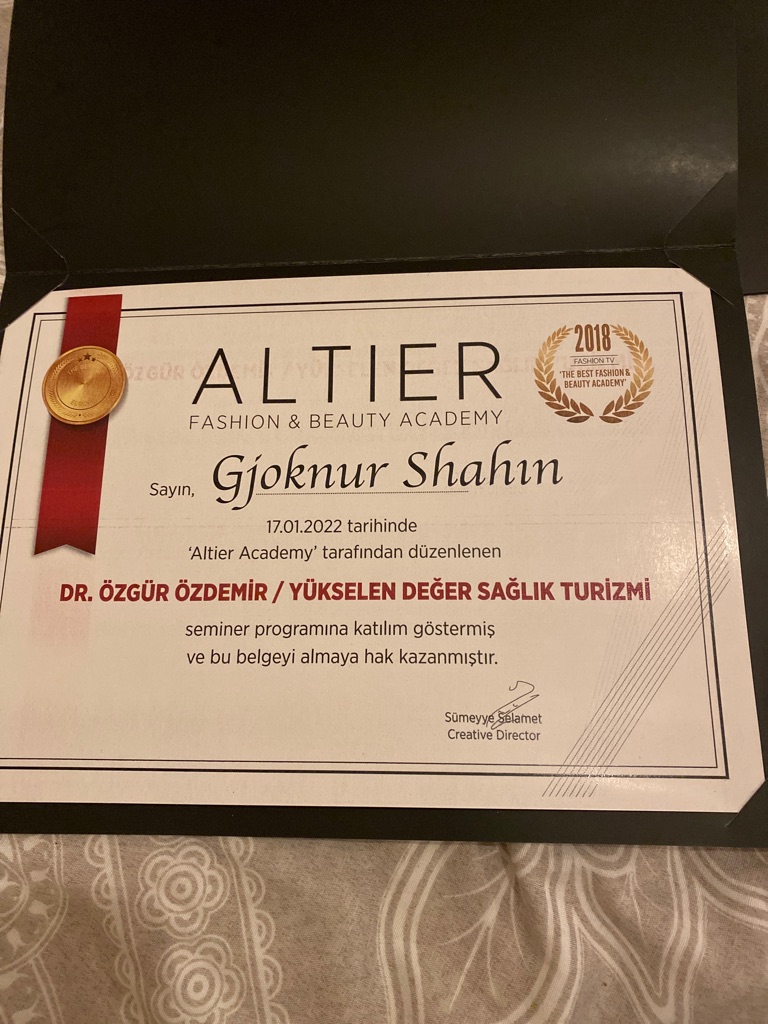 ALTIER
FASHION & BEAUTY ACADEMY
2018
FASHION TV
'THE BEST FASHION &
BEAUTY ACADEMY'
Sayın, Gjoknur Shahın
17.01.2022 tarihinde
'Altier Academy' tarafından düzenlenen
DR. ÖZGÜR ÖZDEMİR / YÜKSELEN DEĞER SAĞLIK TURİZMİ
seminer programına katılım göstermiş
ve bu belgeyi almaya hak kazanmıştır.
Sümeyye Selamet
Creative Director